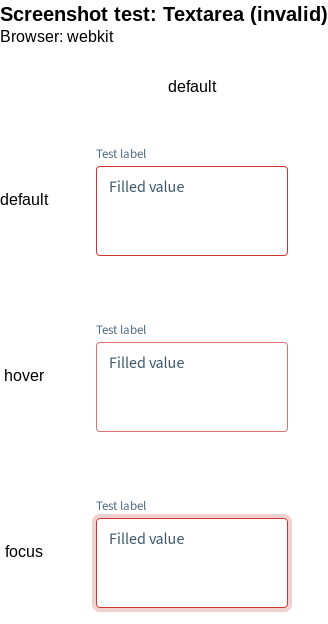 Screenshot test: Textarea (invalid)
Browser: webkit
default
Test label
default
Filled value
Test label
hover
Filled value
Test label
focus
Filled value